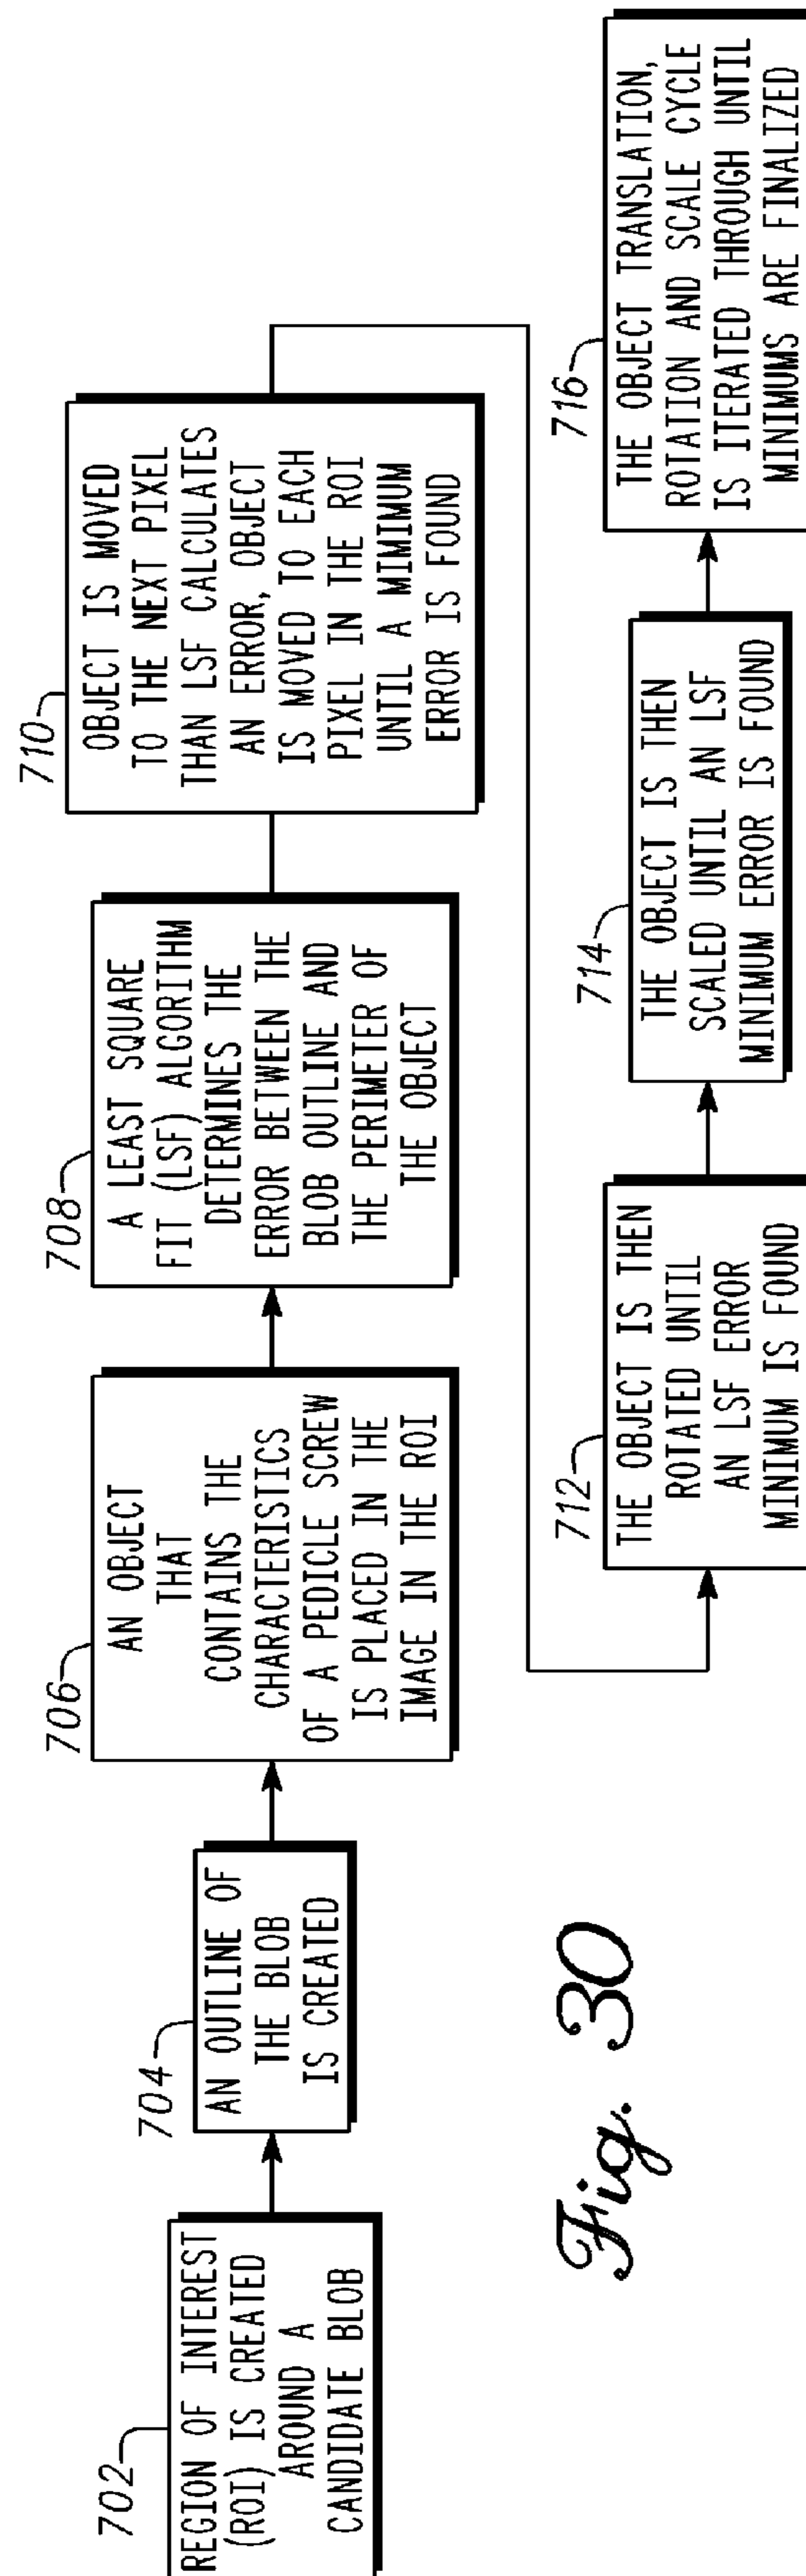 702
REGION OF INTEREST
(ROI) IS CREATED
AROUND A
CANDIDATE BLOB
704
AN OUTLINE OF
THE BLOB
IS CREATED
706
AN OBJECT
THAT
CONTAINS THE
CHARACTERISTICS
OF A PEDICLE SCREW
IS PLACED IN THE
IMAGE IN THE ROI
708
A LEAST SQUARE
FIT (LSF) ALGORITHM
DETERMINES THE
ERROR BETWEEN THE
BLOB OUTLINE AND
THE PERIMETER OF
THE OBJECT
710
OBJECT IS MOVED
TO THE NEXT PIXEL
THAN LSF CALCULATES
AN ERROR, OBJECT
IS MOVED TO EACH
PIXEL IN THE ROI
UNTIL A MIMIMUM
ERROR IS FOUND
712
THE OBJECT IS THEN
ROTATED UNTIL
AN LSF ERROR
MINIMUM IS FOUND
714
THE OBJECT IS THEN
SCALED UNTIL AN LSF
MINIMUM ERROR IS FOUND
716
THE OBJECT TRANSLATION,
ROTATION AND SCALE CYCLE
IS ITERATED THROUGH UNTIL
MINIMUMS ARE FINALIZED
Fig. 30